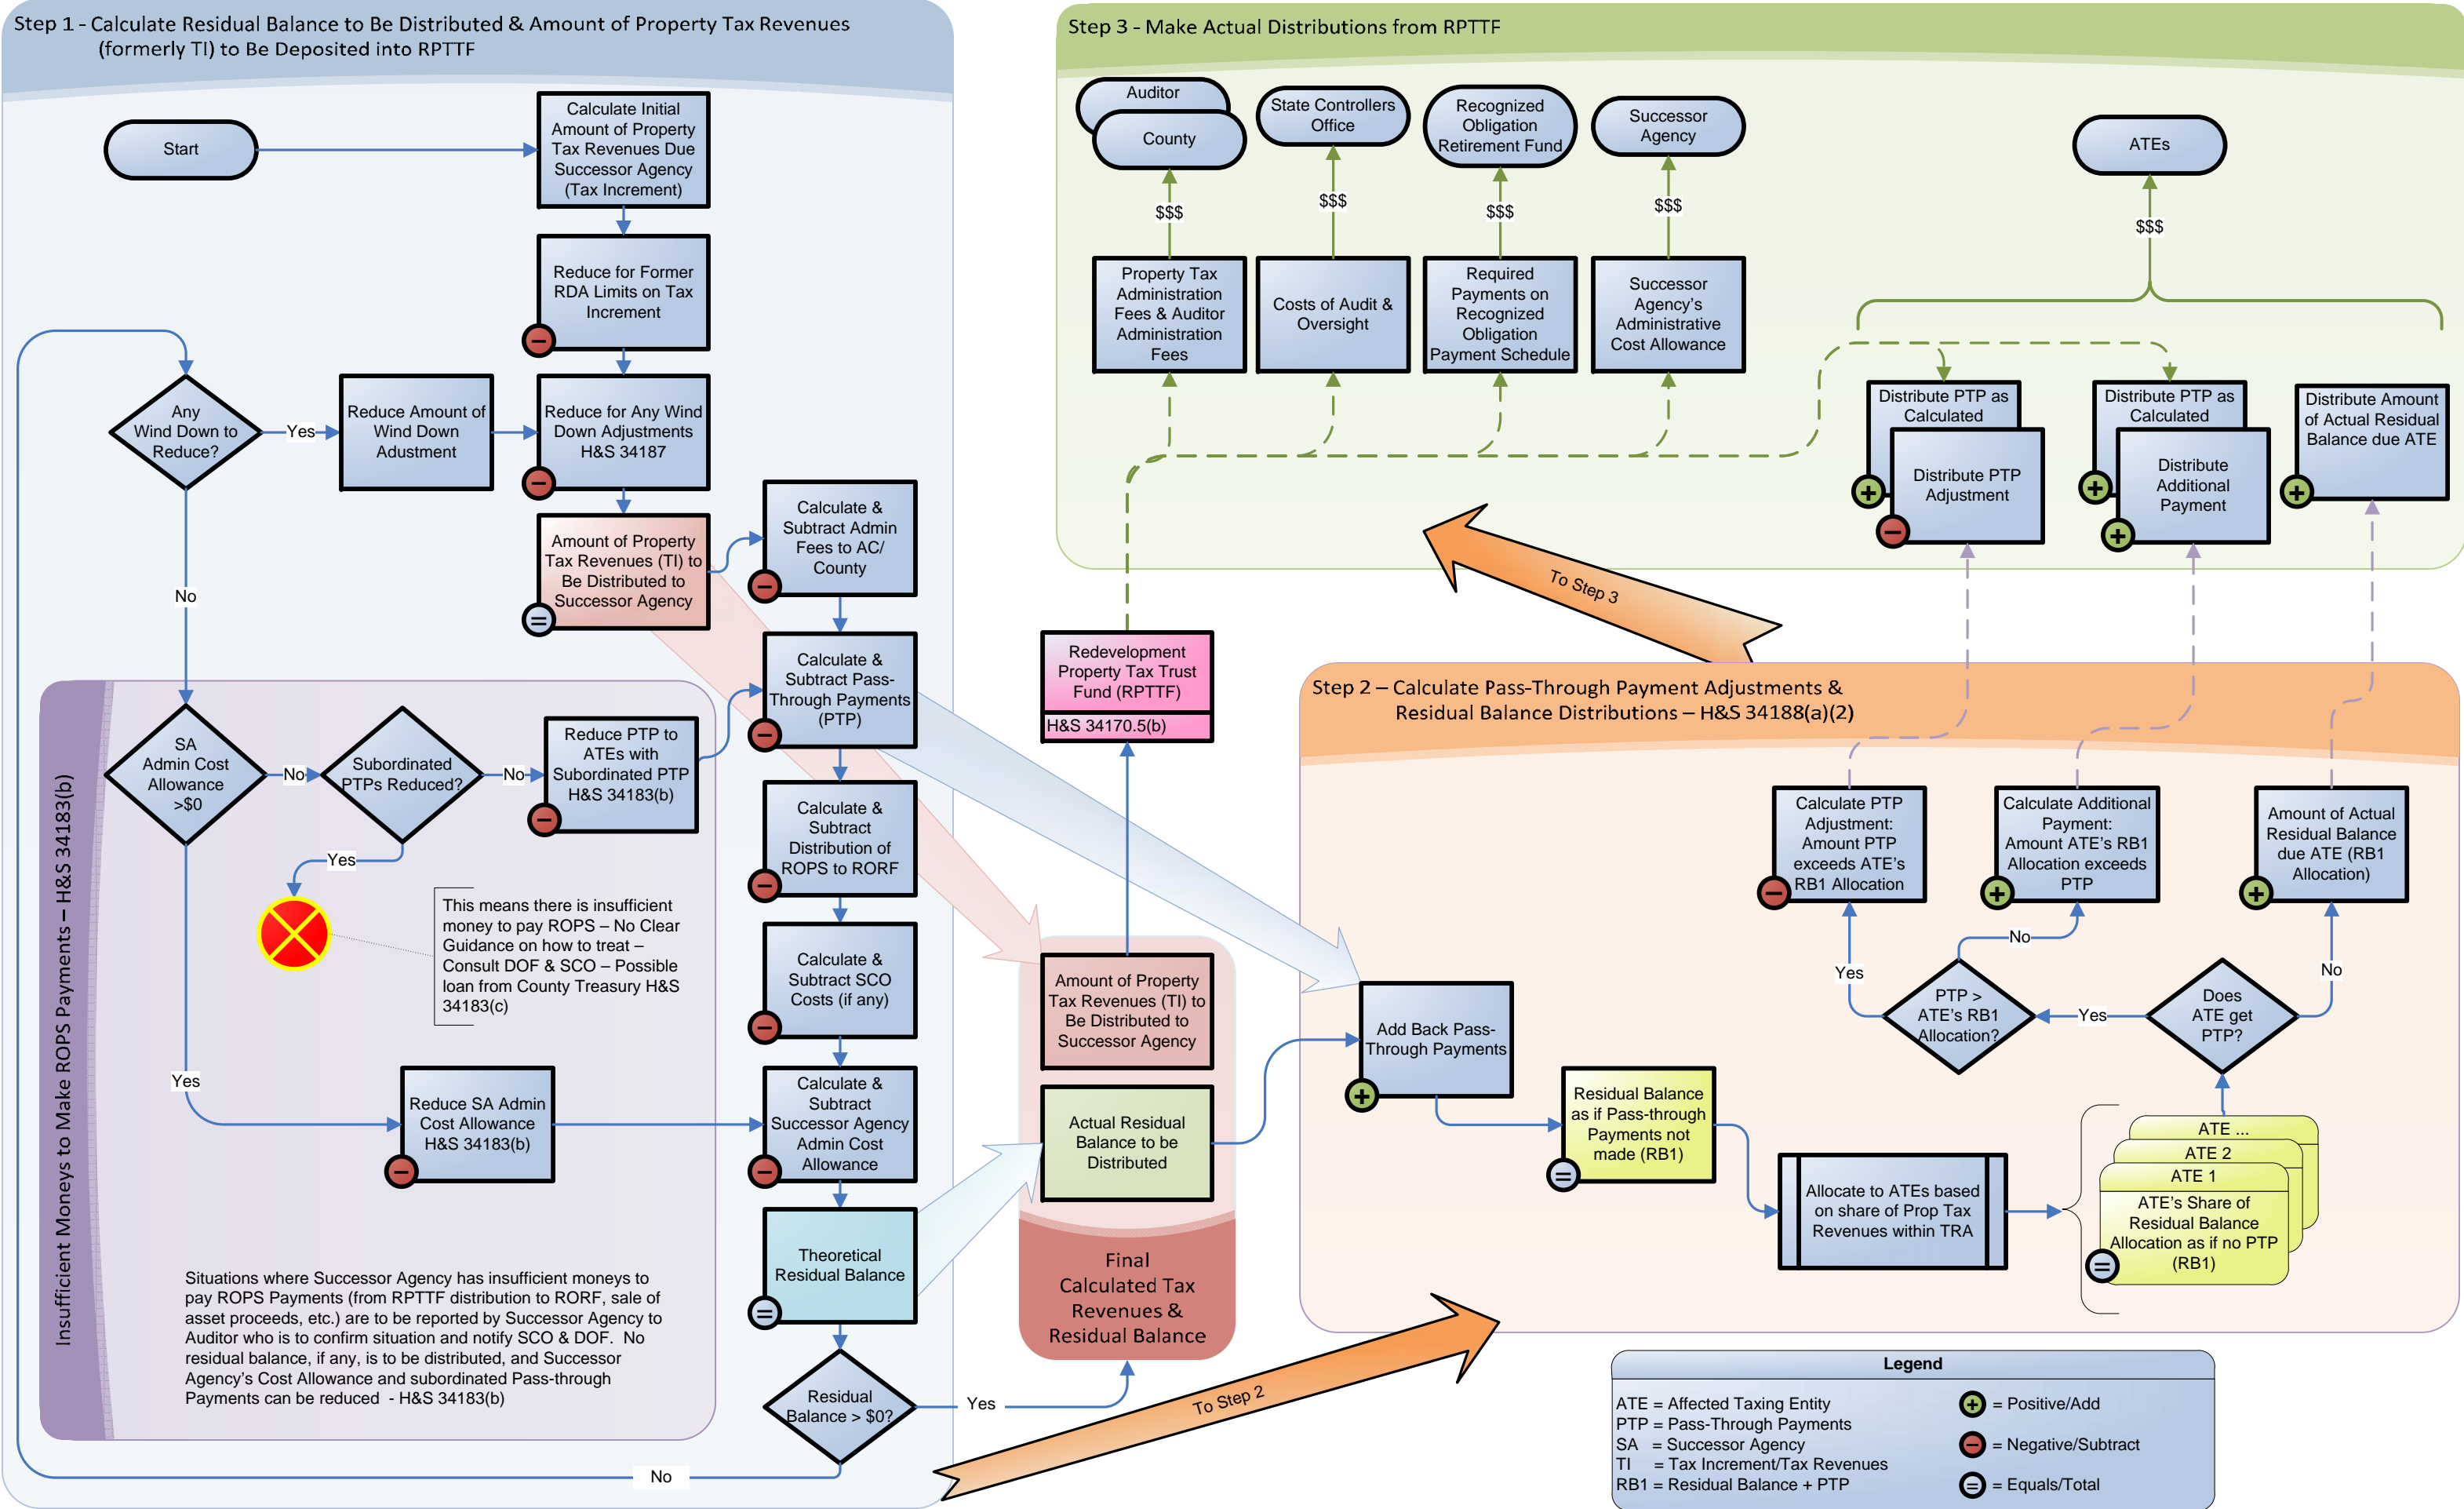 Step 1 - Calculate Residual Balance to Be Distributed & Amount of Property Tax Revenues
(formerly TI) to Be Deposited into RPTTF
Start
Calculate Initial
Amount of Property
Tax Revenues Due
Successor Agency
(Tax Increment)
Reduce for Former
RDA Limits on Tax
Increment
Any
Wind Down to
Reduce?
Yes
Reduce Amount of
Wind Down
Adustment
Reduce for Any Wind
Down Adjustments
H&S 34187
Amount of Property
Tax Revenues (TI) to
Be Distributed to
Successor Agency
Calculate &
Subtract Admin
Fees to AC/
County
No
Calculate &
Subtract Pass-
Through Payments
(PTP)
Insufficient Moneys to Make ROPS Payments – H&S 34183(b)
SA
Admin Cost
Allowance
>$0
No
Subordinated
PTPs Reduced?
No
Reduce PTP to
ATEs with
Subordinated PTP
H&S 34183(b)
Yes
This means there is insufficient
money to pay ROPS – No Clear
Guidance on how to treat –
Consult DOF & SCO – Possible
loan from County Treasury H&S
34183(c)
Calculate &
Subtract
Distribution of
ROPS to RORF
Calculate &
Subtract SCO
Costs (if any)
Yes
Reduce SA Admin
Cost Allowance
H&S 34183(b)
Calculate &
Subtract
Successor Agency
Admin Cost
Allowance
Theoretical
Residual Balance
Situations where Successor Agency has insufficient moneys to
pay ROPS Payments (from RPTTF distribution to RORF, sale of
asset proceeds, etc.) are to be reported by Successor Agency to
Auditor who is to confirm situation and notify SCO & DOF.  No
residual balance, if any, is to be distributed, and Successor
Agency's Cost Allowance and subordinated Pass-through
Payments can be reduced  - H&S 34183(b)
Residual
Balance > $0?
Yes
No
Redevelopment
Property Tax Trust
Fund (RPTTF)
H&S 34170.5(b)
Amount of Property
Tax Revenues (TI) to
Be Distributed to
Successor Agency
Actual Residual
Balance to be
Distributed
Final
Calculated Tax
Revenues &
Residual Balance
To Step 2
Step 2 – Calculate Pass-Through Payment Adjustments &
Residual Balance Distributions – H&S 34188(a)(2)
Add Back Pass-
Through Payments
Residual Balance
as if Pass-through
Payments not
made (RB1)
Allocate to ATEs based
on share of Prop Tax
Revenues within TRA
ATE ...
ATE 2
ATE 1
ATE's Share of
Residual Balance
Allocation as if no PTP
(RB1)
Does
ATE get
PTP?
Yes
No
PTP >
ATE's RB1
Allocation?
Yes
No
Calculate PTP
Adjustment:
Amount PTP
exceeds ATE's
RB1 Allocation
Calculate Additional
Payment:
Amount ATE's RB1
Allocation exceeds
PTP
Amount of Actual
Residual Balance
due ATE (RB1
Allocation)
To Step 3
Step 3 - Make Actual Distributions from RPTTF
Auditor
County
State Controllers
Office
Recognized
Obligation
Retirement Fund
Successor
Agency
ATEs
$$$
$$$
$$$
$$$
$$$
Property Tax
Administration
Fees & Auditor
Administration
Fees
Costs of Audit &
Oversight
Required
Payments on
Recognized
Obligation
Payment Schedule
Successor
Agency's
Administrative
Cost Allowance
Distribute PTP as
Calculated
Distribute PTP
Adjustment
Distribute PTP as
Calculated
Distribute
Additional
Payment
Distribute Amount
of Actual Residual
Balance due ATE
Legend
ATE = Affected Taxing Entity
PTP = Pass-Through Payments
SA = Successor Agency
TI = Tax Increment/Tax Revenues
RB1 = Residual Balance + PTP
+ = Positive/Add
− = Negative/Subtract
= = Equals/Total